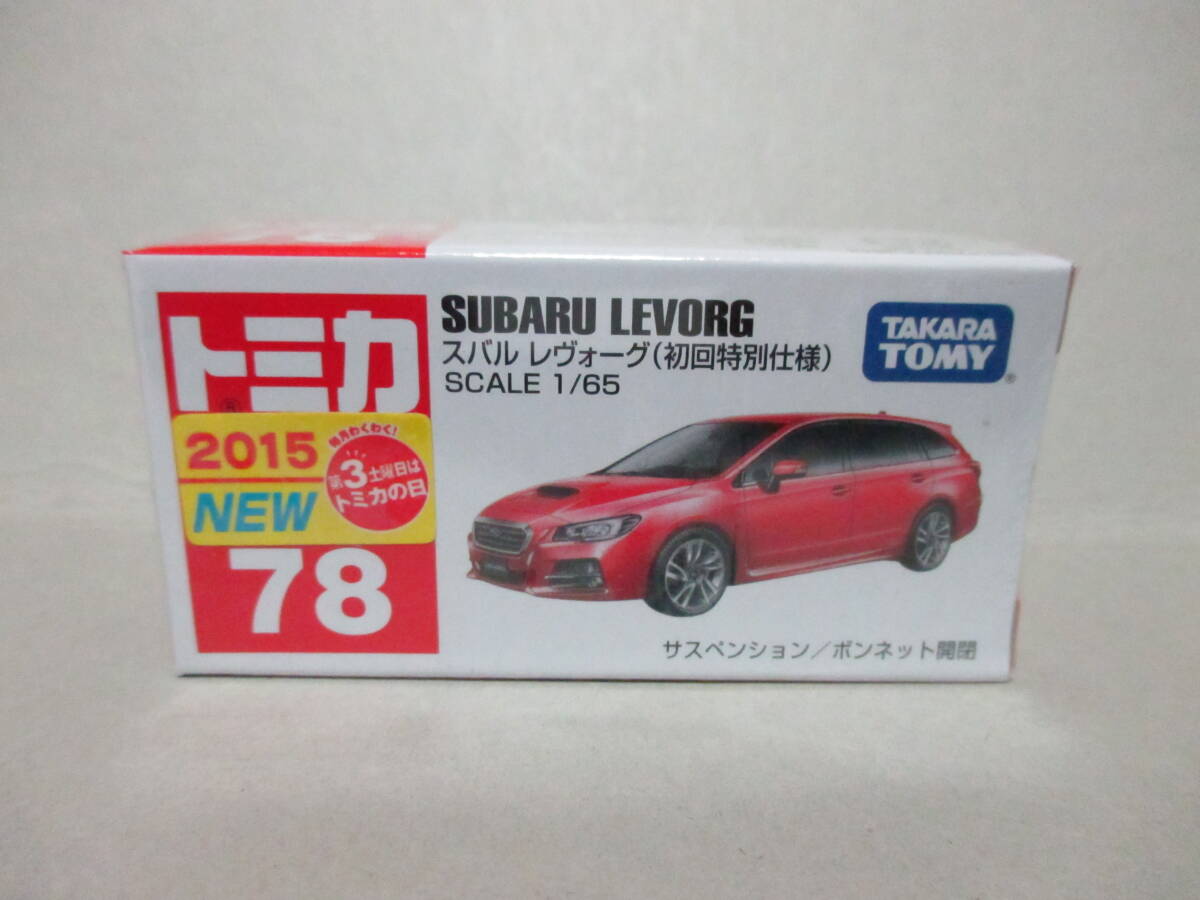 トミカ
®
2015
NEW
毎月わくわく!
第3土曜日は
トミカの日
78
SUBARU LEVORG
スバル レヴォーグ(初回特別仕様)
SCALE 1/65
TAKARA
TOMY
®
サスペンション/ボンネット開閉